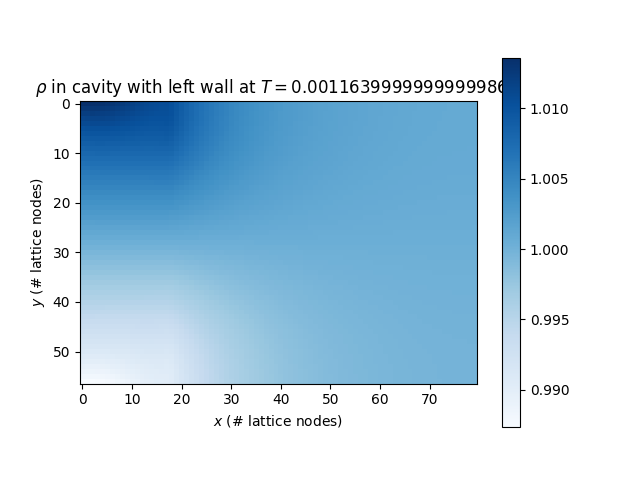 ρ in cavity with left wall at T = 0.0011639999999999986
0
10
20
30
40
50
y (# lattice nodes)
0 10 20 30 40 50 60 70
x (# lattice nodes)
1.010
1.005
1.000
0.995
0.990